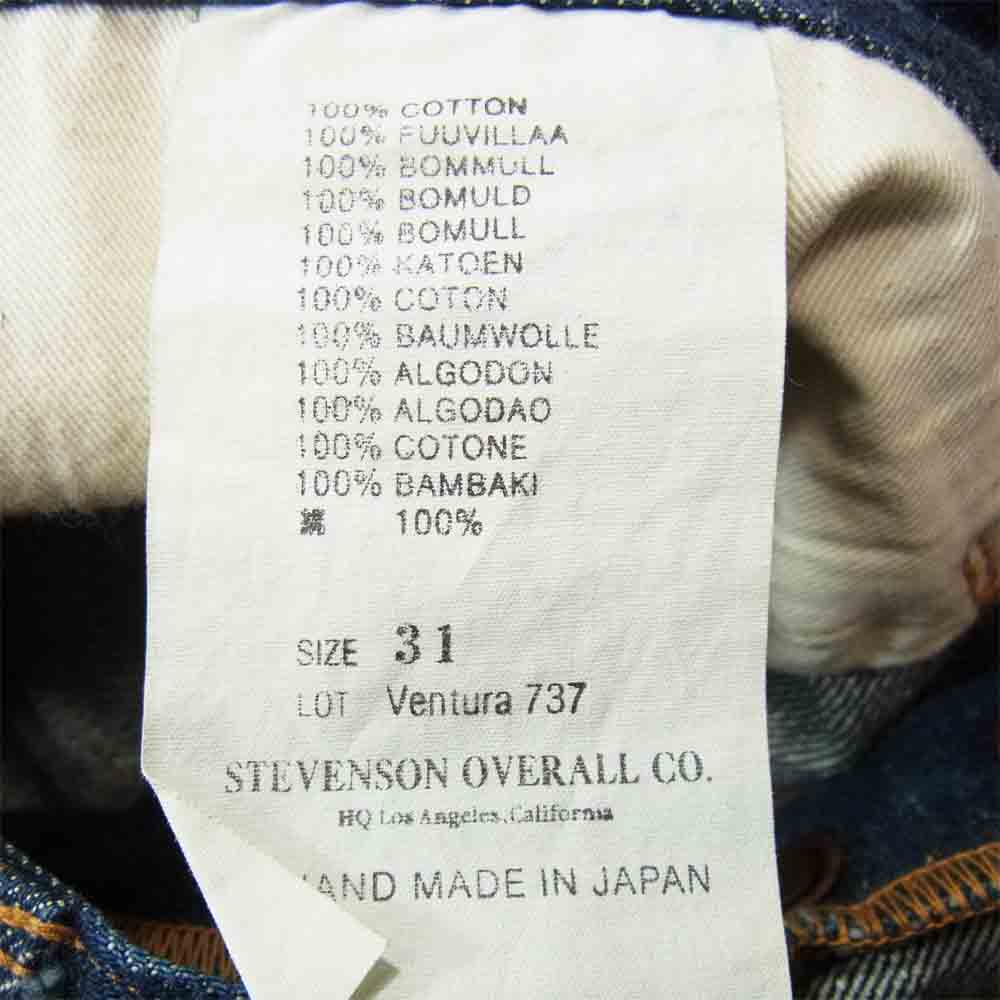 100% COTTON
100% FUUVILLAA
100% BOMMULL
100% BOMULD
100% BOMULL
100% KATOEN
100% COTON
100% BAUMWOLLE
100% ALGODON
100% ALGODAO
100% COTONE
100% BAMBAKI
綿 100%
SIZE 31
LOT Ventura 737
STEVENSON OVERALL CO.
HQ Los Angeles,California
HAND MADE IN JAPAN